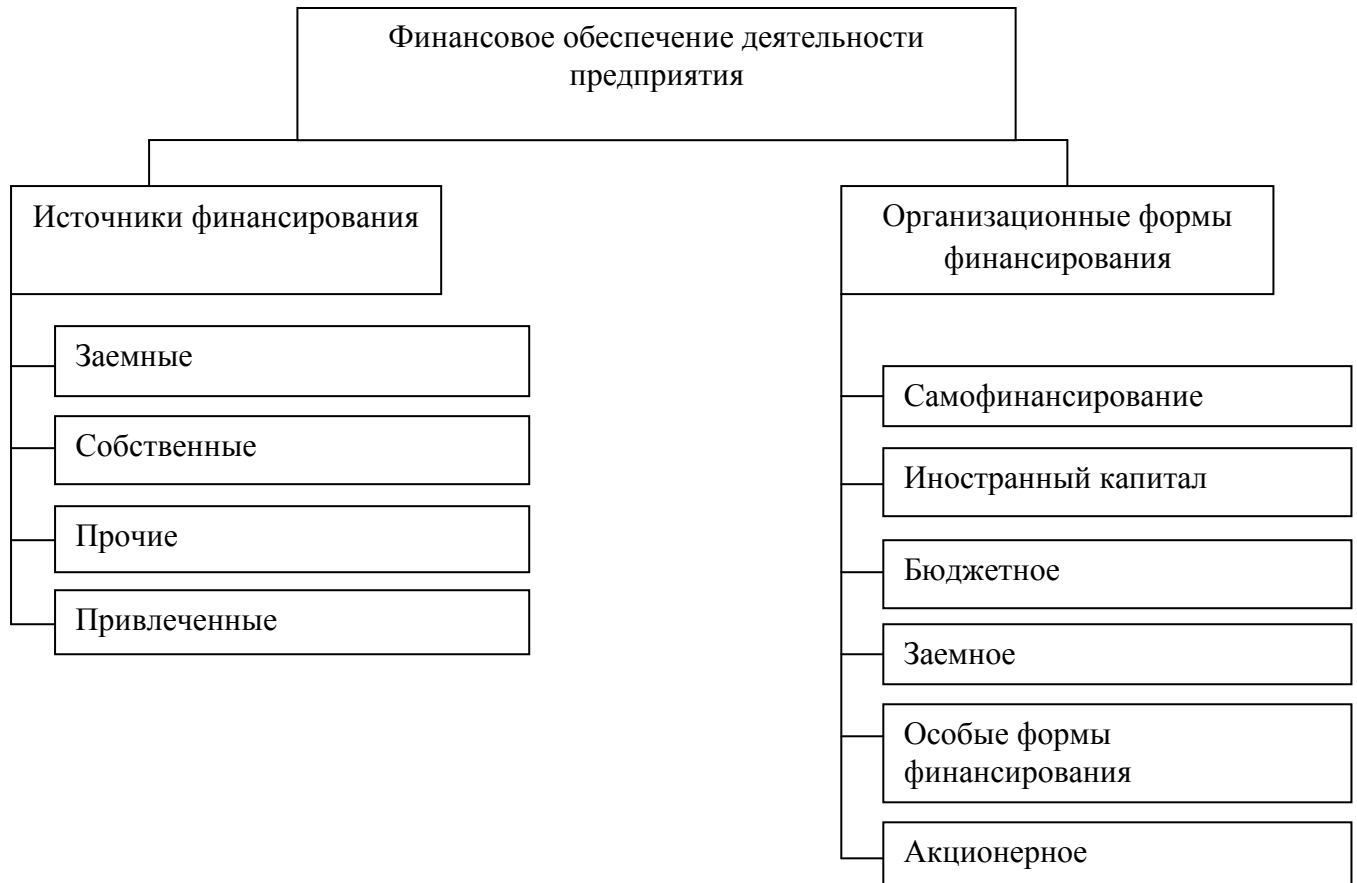 Финансовое обеспечение деятельности
предприятия
Источники финансирования
Заемные
Собственные
Прочие
Привлеченные
Организационные формы
финансирования
Самофинансирование
Иностранный капитал
Бюджетное
Заемное
Особые формы
финансирования
Акционерное